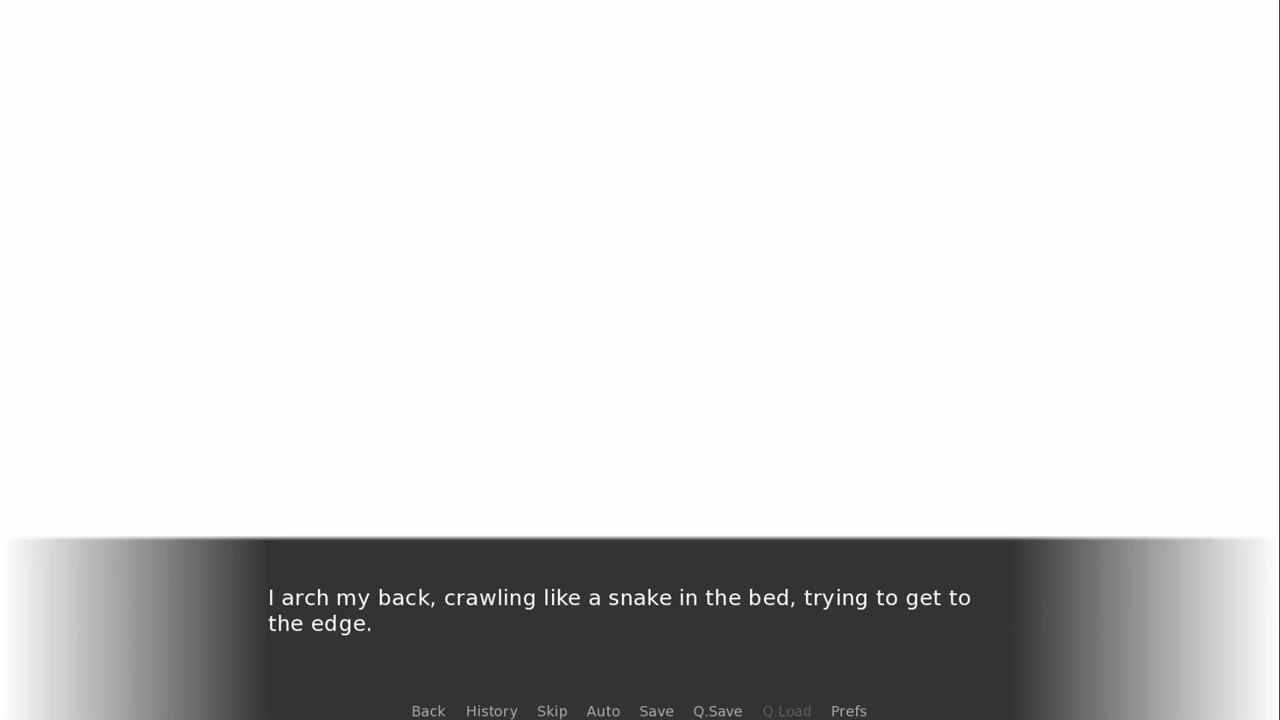 I arch my back, crawling like a snake in the bed, trying to get to
the edge.
Back History Skip Auto Save Q.Save Q.Load Prefs